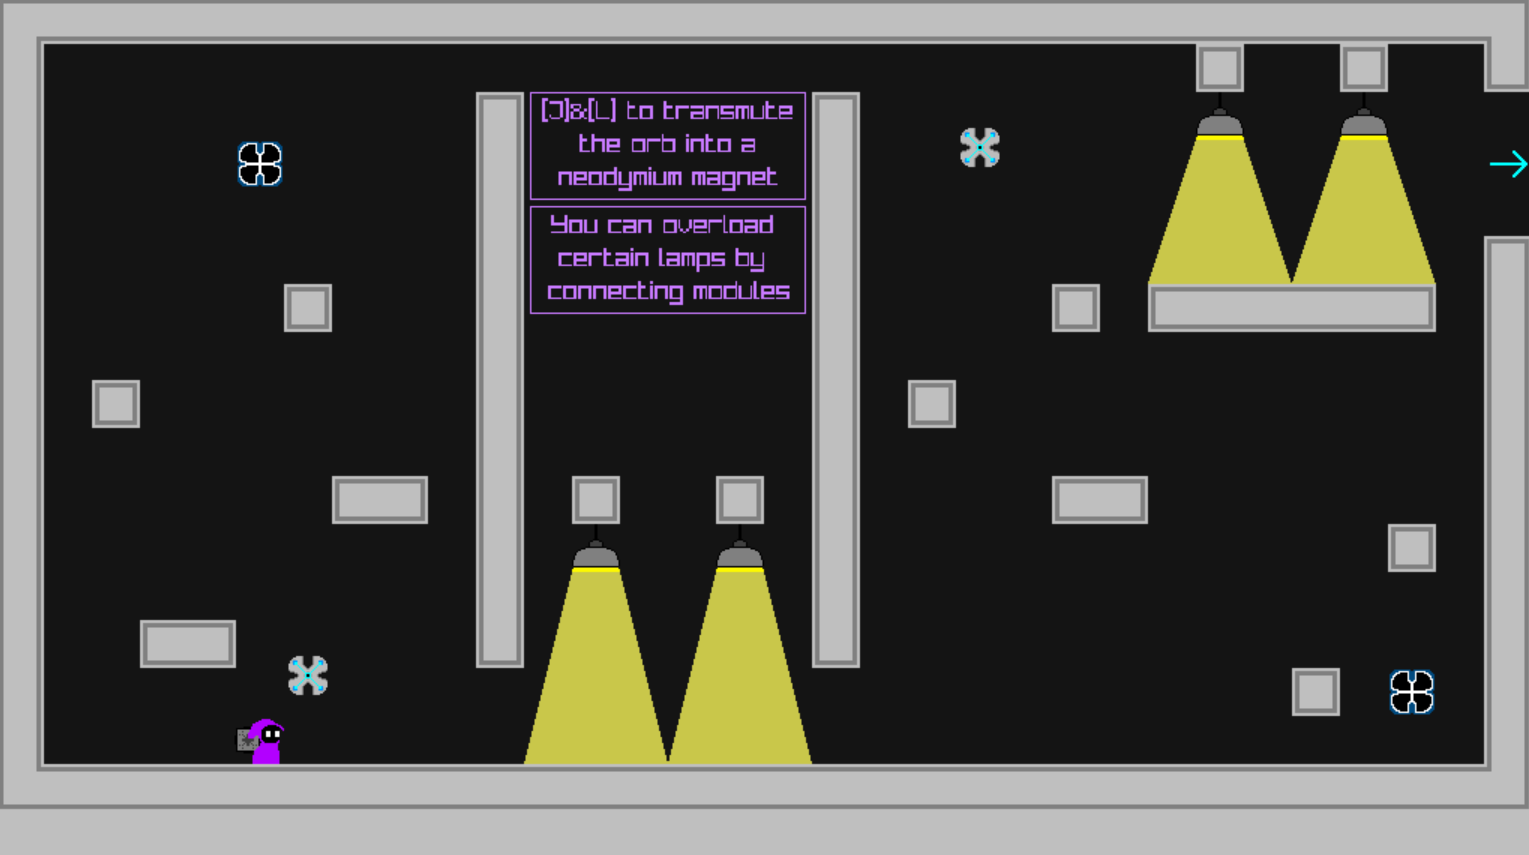 [J]&[L] to transmute
the orb into a
neodymium magnet
You can overload
certain lamps by
connecting modules